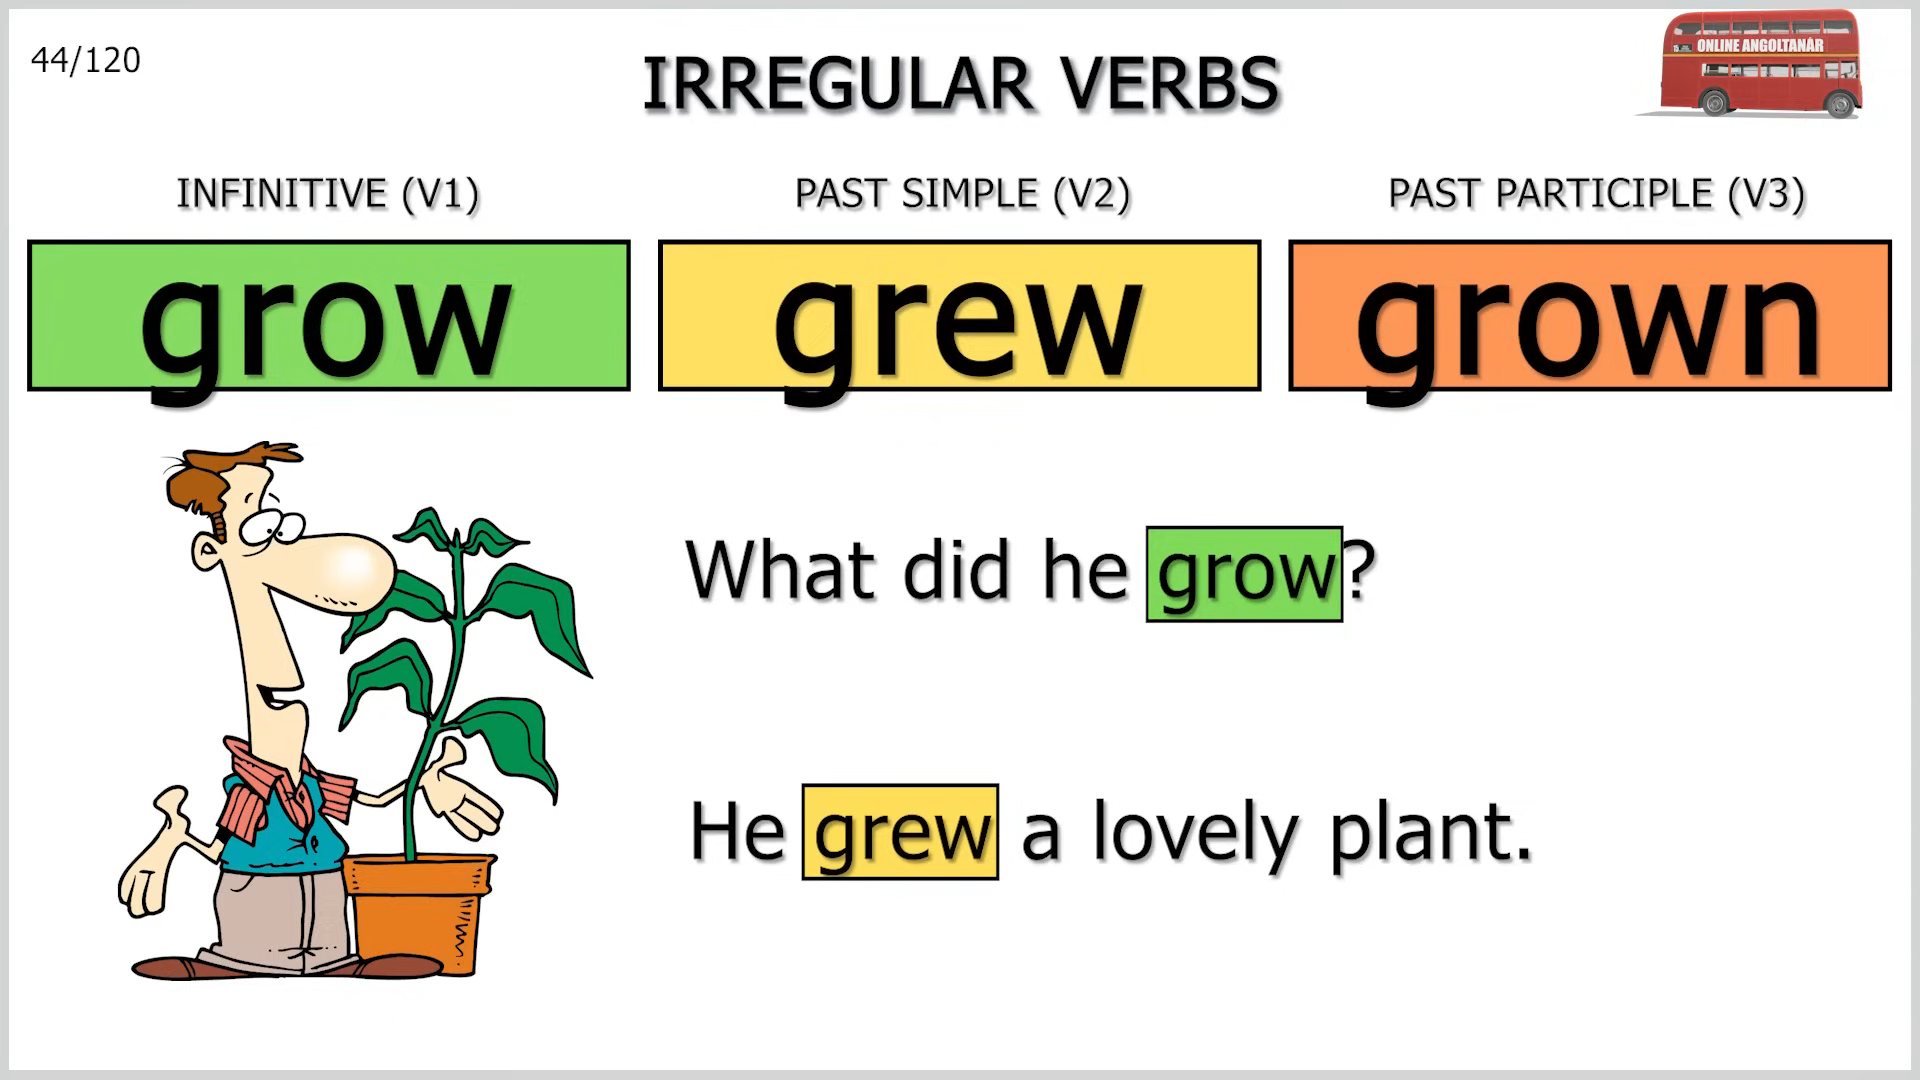 44/120
IRREGULAR VERBS
ONLINE ANGOLTANÁR
INFINITIVE (V1) PAST SIMPLE (V2) PAST PARTICIPLE (V3)
grow grew grown
What did he grow?
He grew a lovely plant.